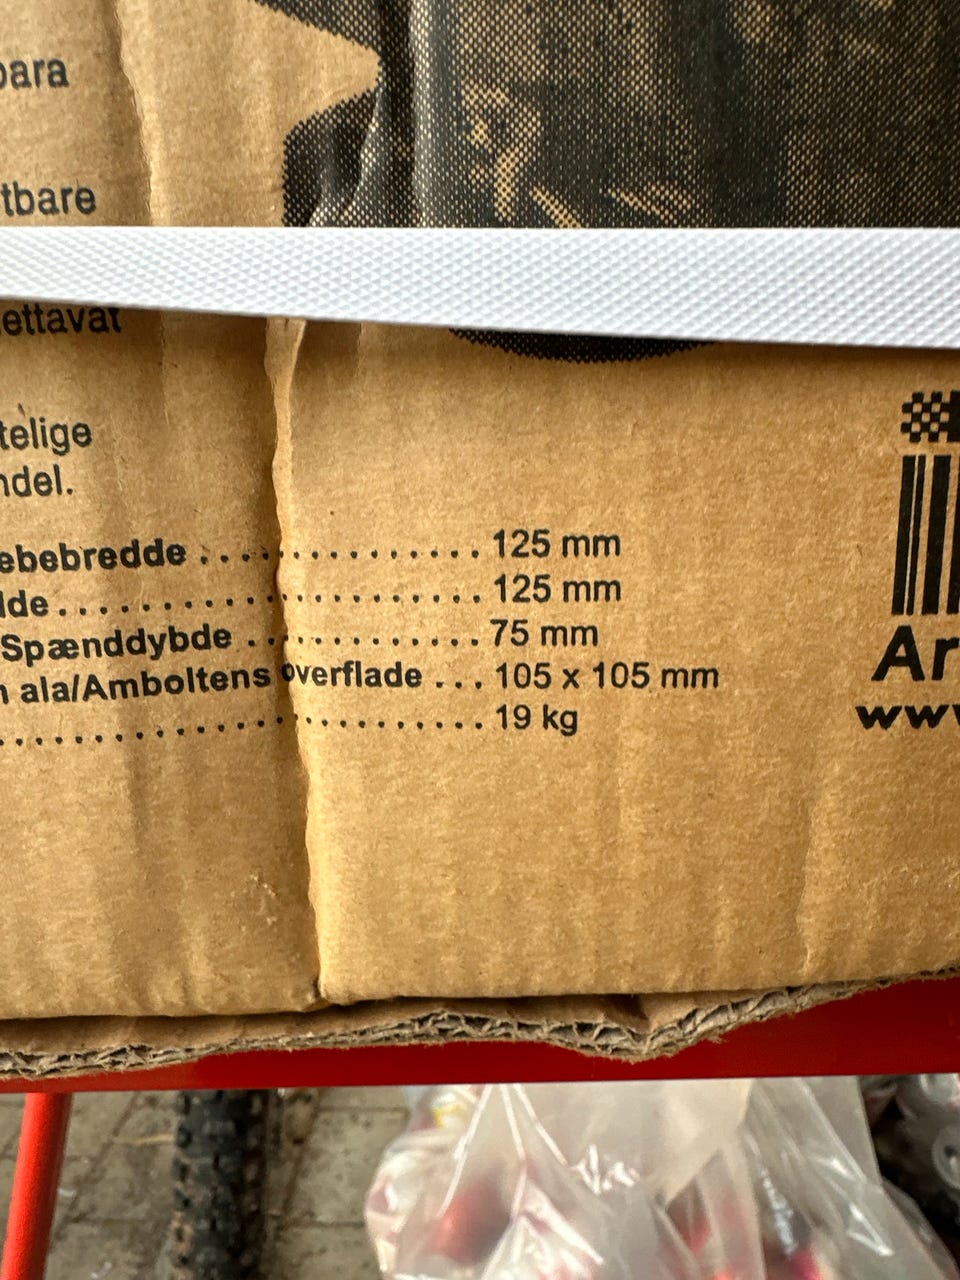 bara
tbare
ettavat
telige
ndel.
ebebredde .............. 125 mm
lde ........................ 125 mm
Spænddybde ............ 75 mm
n ala/Amboltens overflade ... 105 x 105 mm
........................ 19 kg
Ar
www